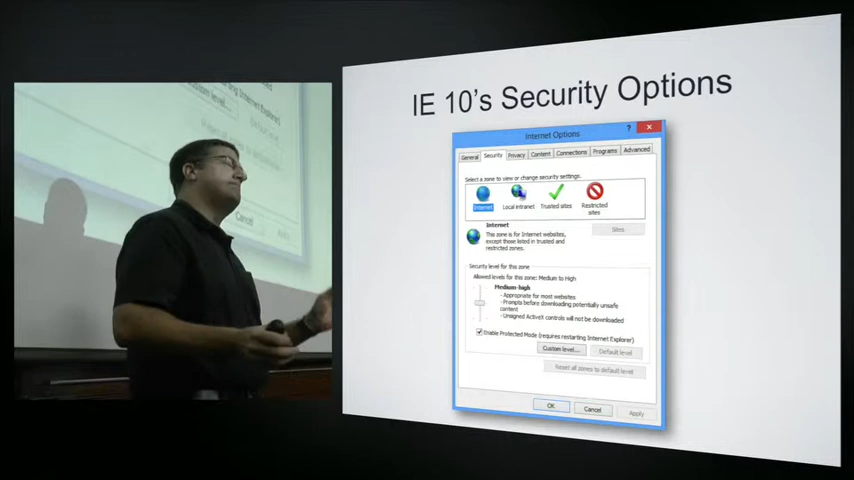 IE 10's Security Options
Internet Options
? x
General Security Privacy Content Connections Programs Advanced
Select a zone to view or change security settings.
Internet Local intranet Trusted sites Restricted
sites
Internet
Sites
This zone is for Internet websites,
except those listed in trusted and
restricted zones.
Security level for this zone
Allowed levels for this zone: Medium to High
Medium-high
- Appropriate for most websites
- Prompts before downloading potentially unsafe
content
- Unsigned ActiveX controls will not be downloaded
Enable Protected Mode (requires restarting Internet Explorer)
Custom level... Default level
Reset all zones to default level
OK Cancel Apply
ting Internet Explorer)
Cancel